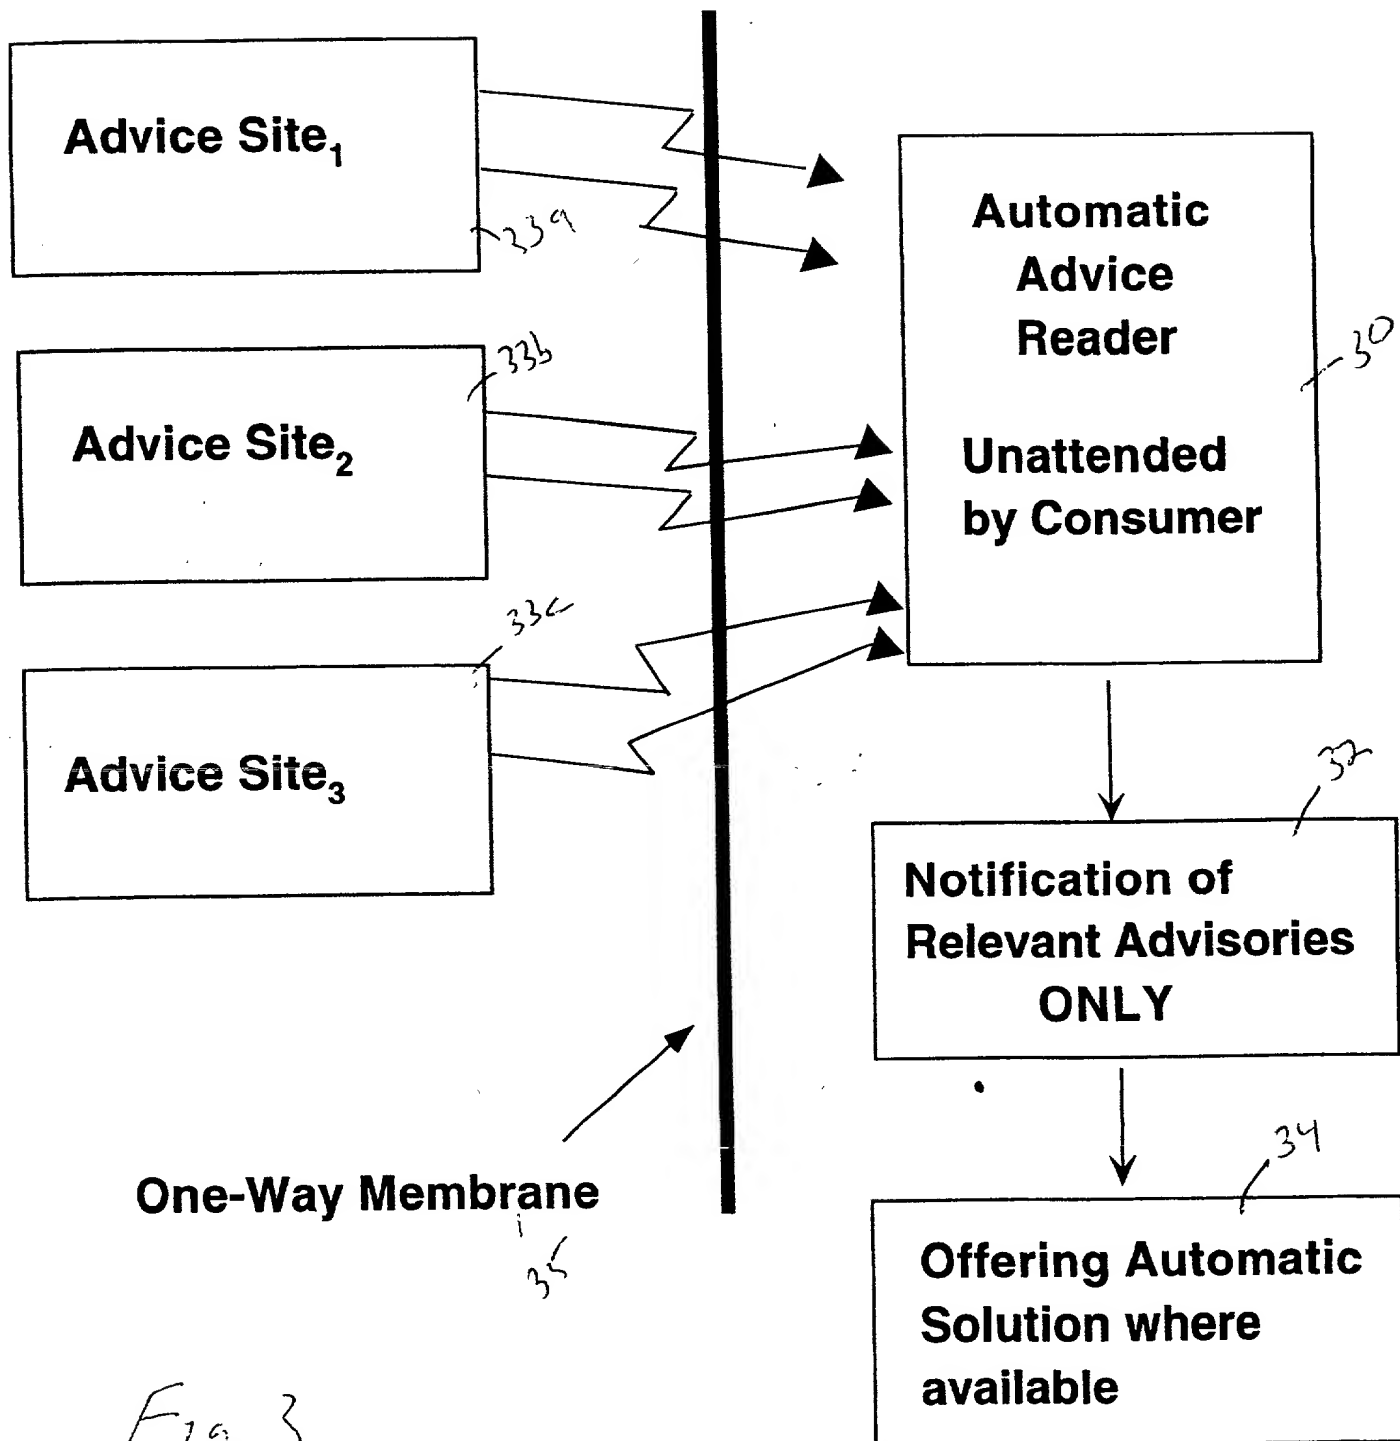 Advice Site₁
33a
Advice Site₂
33b
Advice Site₃
33c
Automatic
Advice
Reader
Unattended
by Consumer
30
Notification of
Relevant Advisories
ONLY
32
Offering Automatic
Solution where
available
34
One-Way Membrane
35
Fig 3